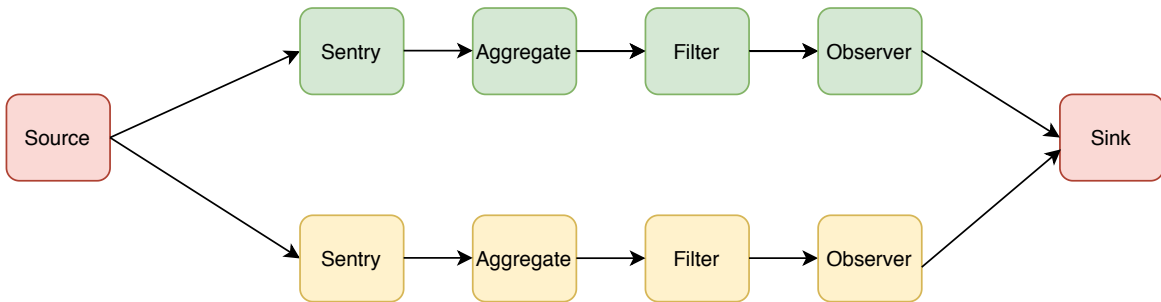 Sentry
Aggregate
Filter
Observer
Source
Sink
Sentry
Aggregate
Filter
Observer